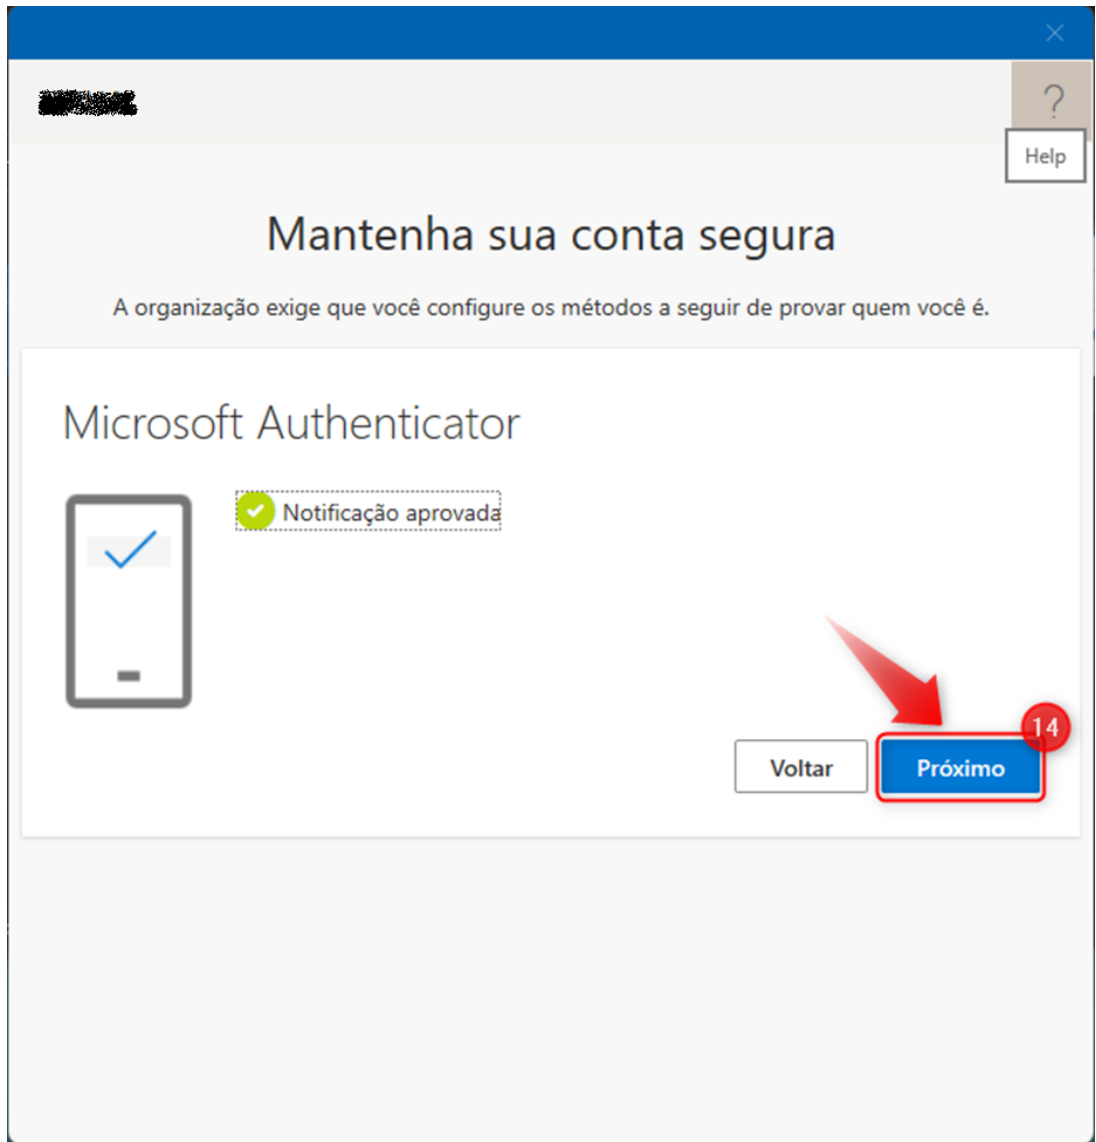 ?
Help
Mantenha sua conta segura
A organização exige que você configure os métodos a seguir de provar quem você é.
Microsoft Authenticator
Notificação aprovada
14
Voltar
Próximo